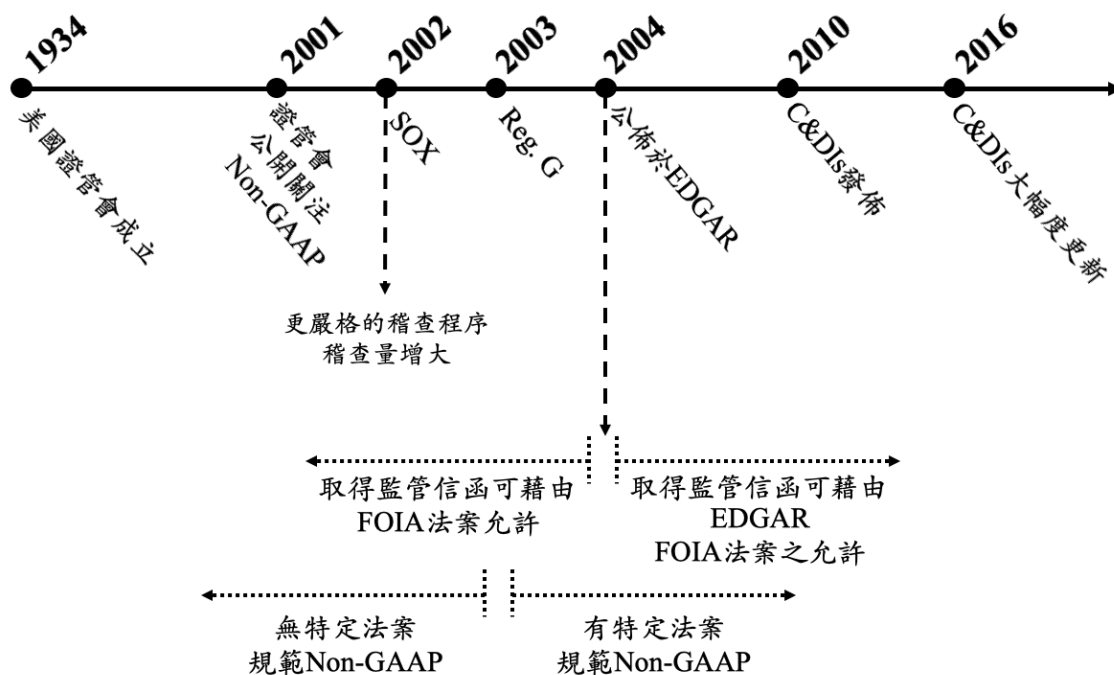 1934
2001
2002
2003
2004
2010
2016
美國證管會成立
證管會
公開關注
Non-GAAP
SOX
Reg. G
公佈於EDGAR
C&DIs發佈
C&DIs大幅度更新
更嚴格的稽查程序
稽查量增大
取得監管信函可藉由
FOIA法案允許
取得監管信函可藉由
EDGAR
FOIA法案之允許
無特定法案
規範Non-GAAP
有特定法案
規範Non-GAAP